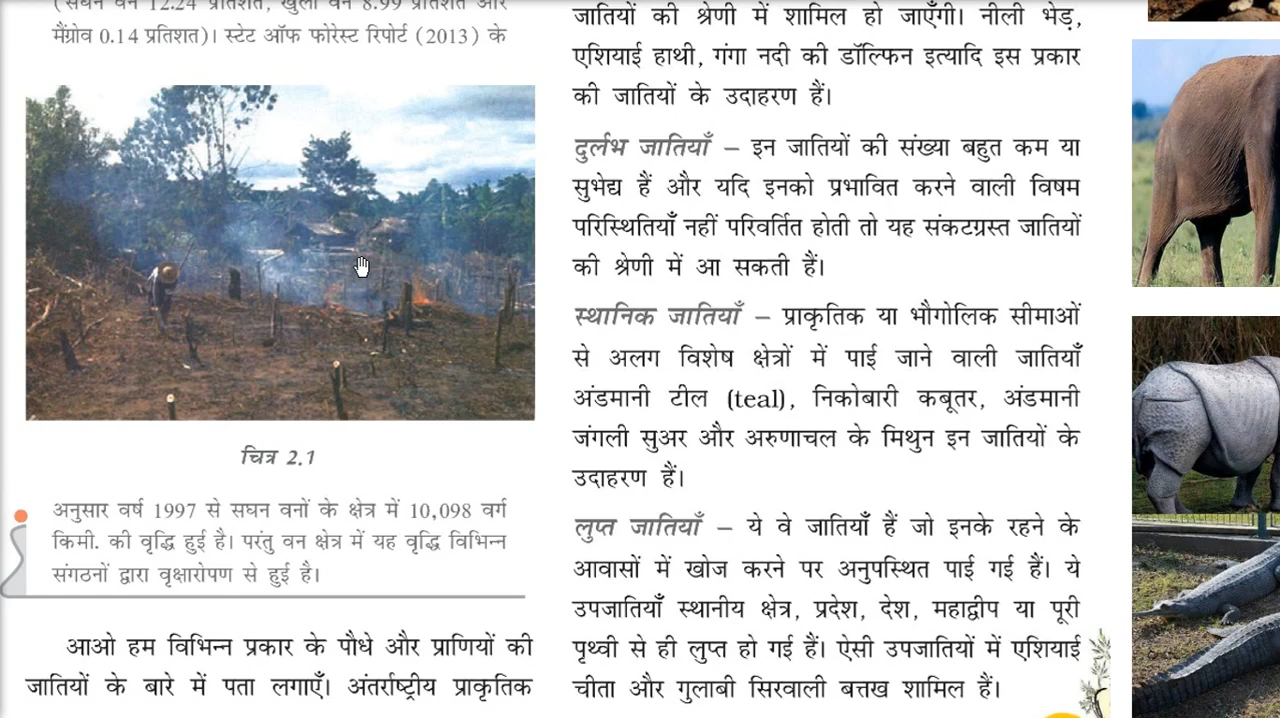 (सघन वन 12.24 प्रतिशत, खुला वन 8.99 प्रतिशत और
मैंग्रोव 0.14 प्रतिशत)। स्टेट ऑफ फोरेस्ट रिपोर्ट (2013) के
चित्र 2.1
अनुसार वर्ष 1997 से सघन वनों के क्षेत्र में 10,098 वर्ग
किमी. की वृद्धि हुई है। परंतु वन क्षेत्र में यह वृद्धि विभिन्न
संगठनों द्वारा वृक्षारोपण से हुई है।
आओ हम विभिन्न प्रकार के पौधे और प्राणियों की
जातियों के बारे में पता लगाएँ। अंतर्राष्ट्रीय प्राकृतिक
जातियों की श्रेणी में शामिल हो जाएँगी। नीली भेड़,
एशियाई हाथी, गंगा नदी की डॉल्फिन इत्यादि इस प्रकार
की जातियों के उदाहरण हैं।
दुर्लभ जातियाँ – इन जातियों की संख्या बहुत कम या
सुभेद्य हैं और यदि इनको प्रभावित करने वाली विषम
परिस्थितियाँ नहीं परिवर्तित होती तो यह संकटग्रस्त जातियों
की श्रेणी में आ सकती हैं।
स्थानिक जातियाँ – प्राकृतिक या भौगोलिक सीमाओं
से अलग विशेष क्षेत्रों में पाई जाने वाली जातियाँ
अंडमानी टील (teal), निकोबारी कबूतर, अंडमानी
जंगली सुअर और अरुणाचल के मिथुन इन जातियों के
उदाहरण हैं।
लुप्त जातियाँ – ये वे जातियाँ हैं जो इनके रहने के
आवासों में खोज करने पर अनुपस्थित पाई गई हैं। ये
उपजातियाँ स्थानीय क्षेत्र, प्रदेश, देश, महाद्वीप या पूरी
पृथ्वी से ही लुप्त हो गई हैं। ऐसी उपजातियों में एशियाई
चीता और गुलाबी सिरवाली बत्तख शामिल हैं।